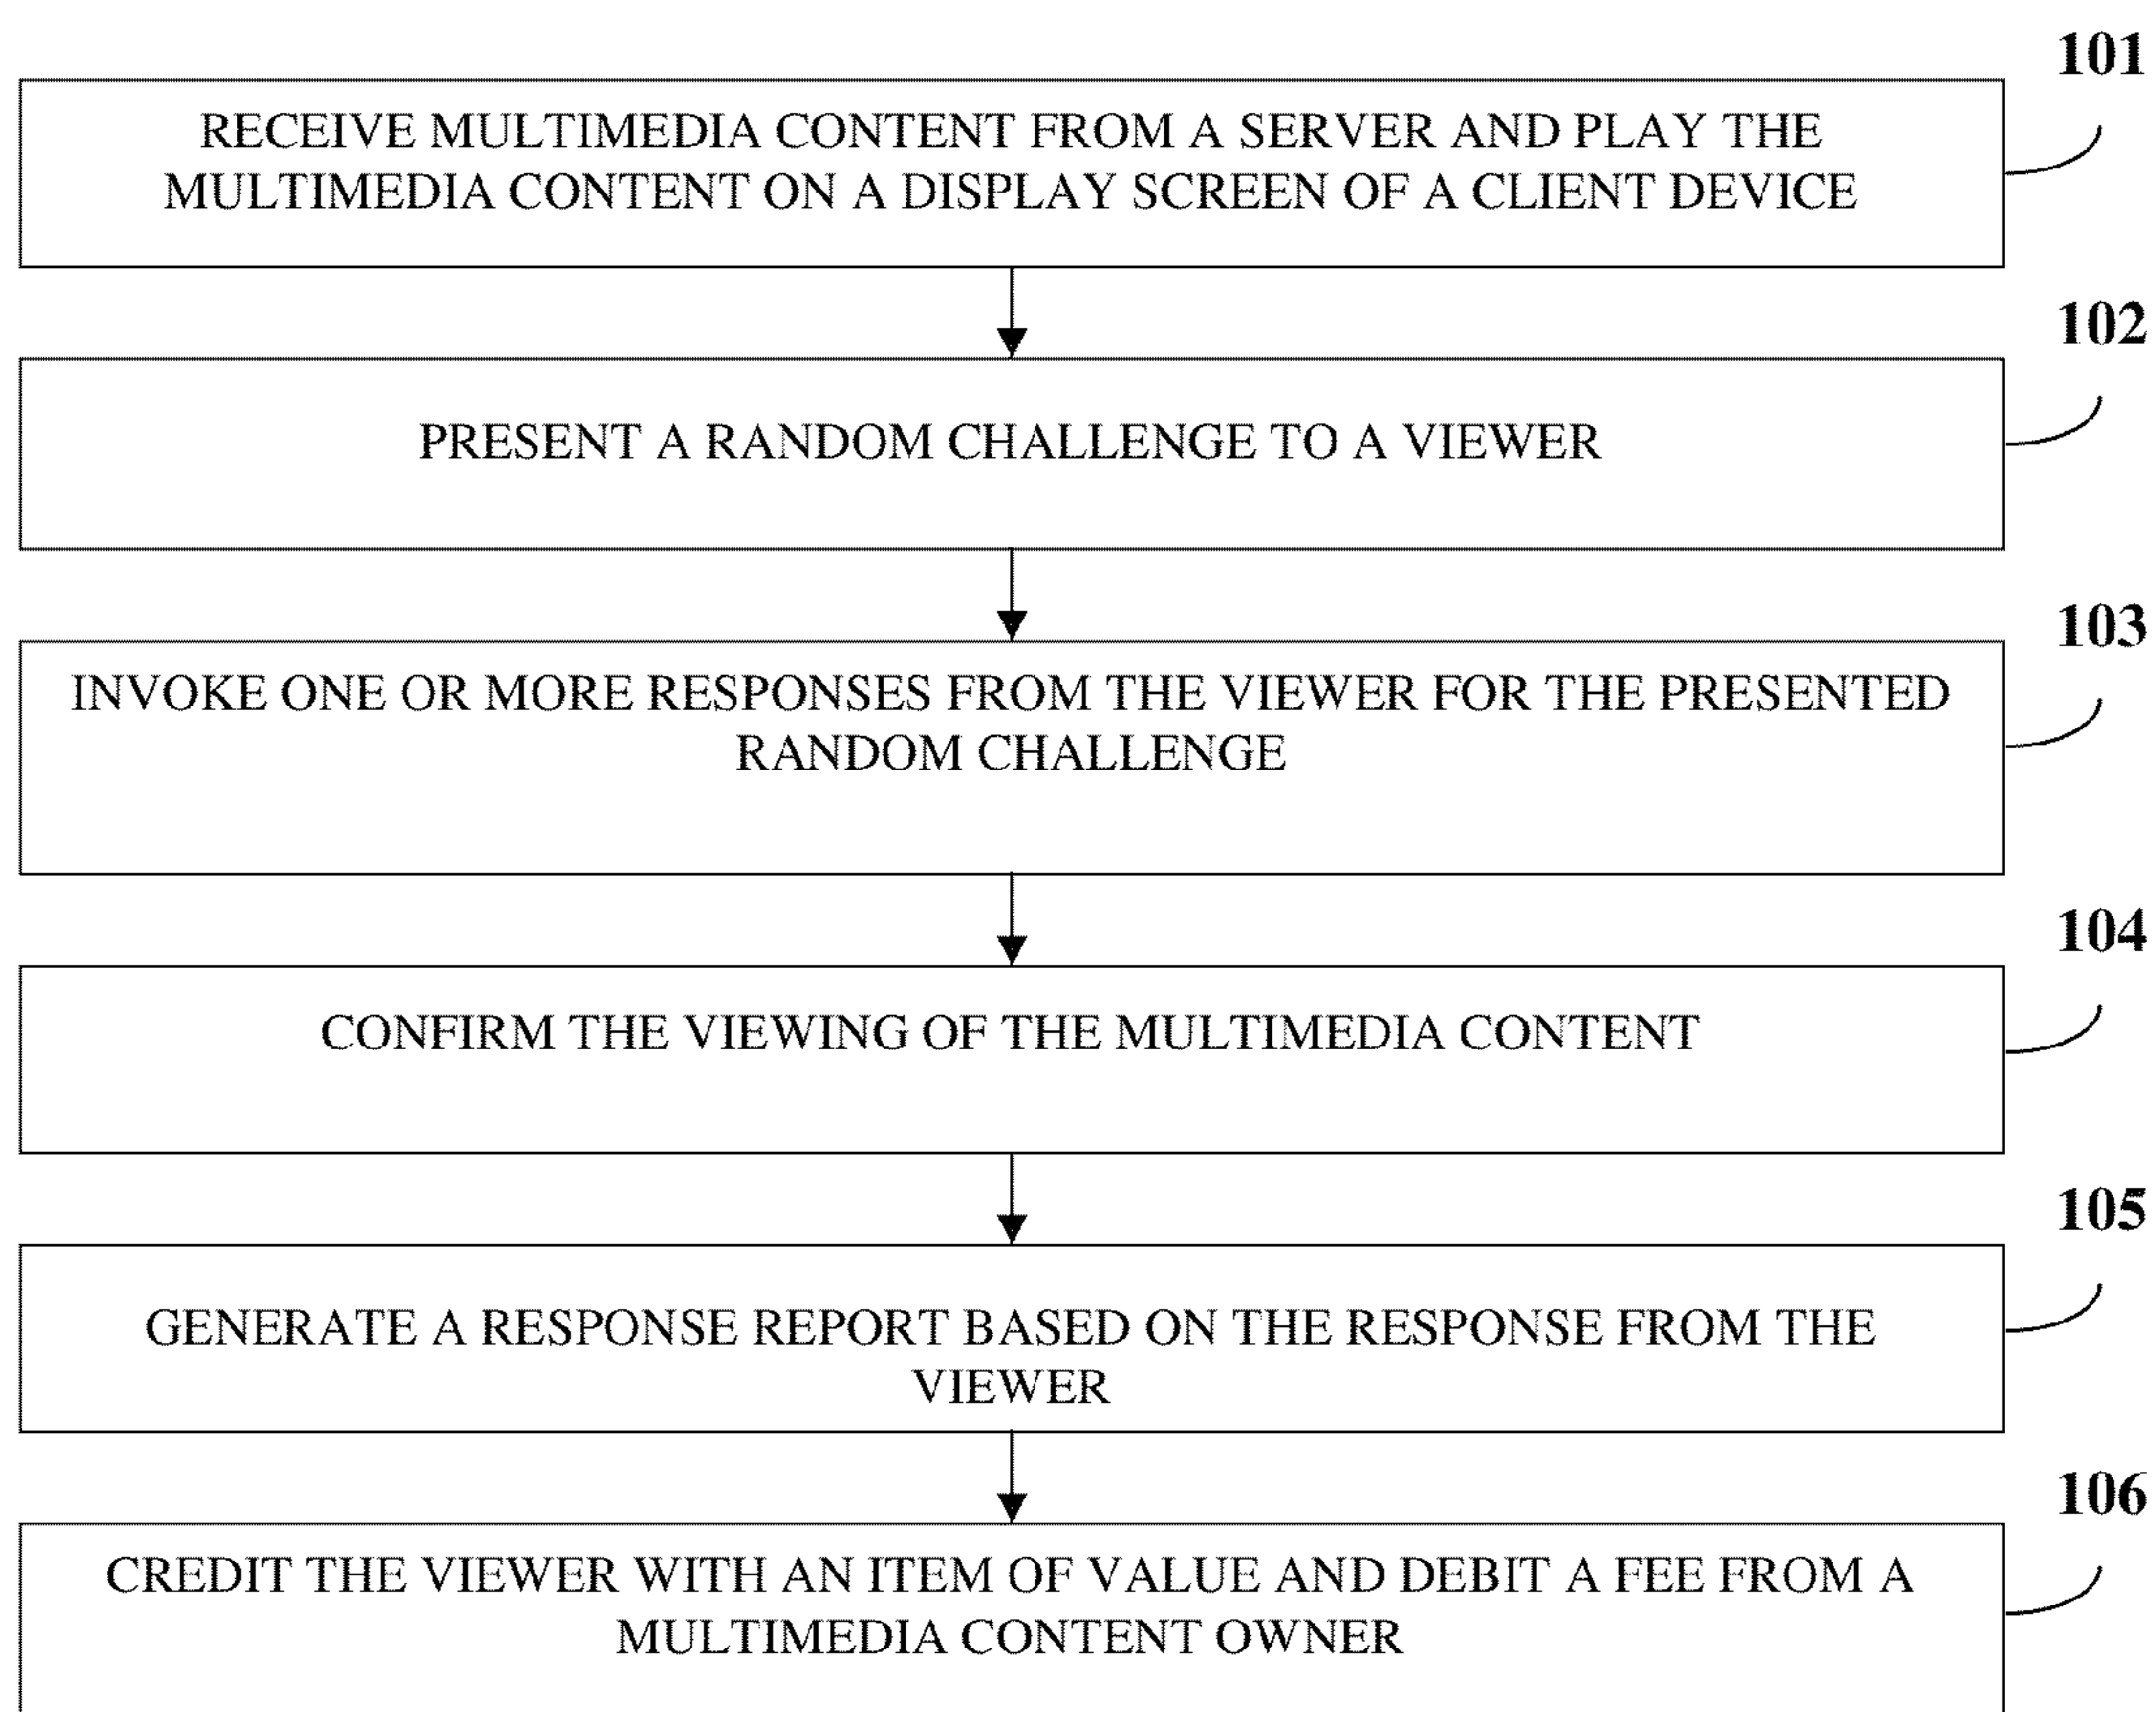 101
RECEIVE MULTIMEDIA CONTENT FROM A SERVER AND PLAY THE
MULTIMEDIA CONTENT ON A DISPLAY SCREEN OF A CLIENT DEVICE
102
PRESENT A RANDOM CHALLENGE TO A VIEWER
103
INVOKE ONE OR MORE RESPONSES FROM THE VIEWER FOR THE PRESENTED
RANDOM CHALLENGE
104
CONFIRM THE VIEWING OF THE MULTIMEDIA CONTENT
105
GENERATE A RESPONSE REPORT BASED ON THE RESPONSE FROM THE
VIEWER
106
CREDIT THE VIEWER WITH AN ITEM OF VALUE AND DEBIT A FEE FROM A
MULTIMEDIA CONTENT OWNER